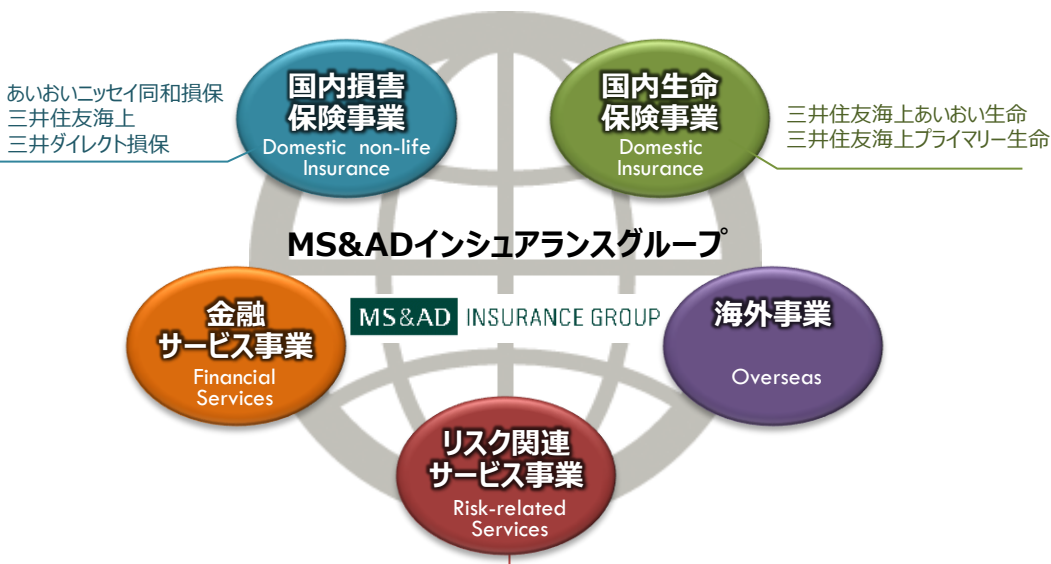 国内損害
保険事業
Domestic non-life
Insurance
国内生命
保険事業
Domestic
Insurance
あいおいニッセイ同和損保
三井住友海上
三井ダイレクト損保
三井住友海上あいおい生命
三井住友海上プライマリー生命
MS&ADインシュアランスグループ
MS&AD INSURANCE GROUP
金融
サービス事業
Financial
Services
海外事業
Overseas
リスク関連
サービス事業
Risk-related
Services